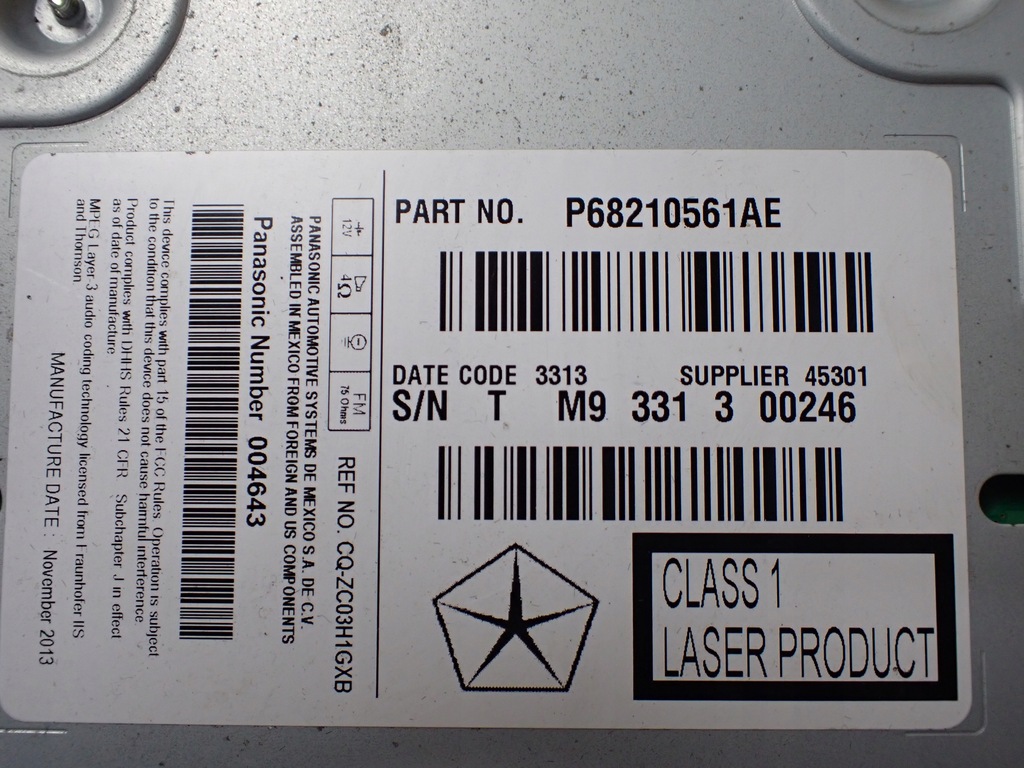 PART NO. P68210561AE
DATE CODE 3313 SUPPLIER 45301
S/N T M9 331 3 00246
CLASS 1
LASER PRODUCT
12V
4Ω
FM
75 Ohms
REF NO. CQ-ZC03H1GXB
PANASONIC AUTOMOTIVE SYSTEMS DE MEXICO S.A. DE C.V.
ASSEMBLED IN MEXICO FROM FOREIGN AND US COMPONENTS
Panasonic Number 004643
This device complies with part 15 of the FCC Rules. Operation is subject
to the condition that this device does not cause harmful interference.
Product complies with DHHS Rules 21 CFR Subchapter J in effect
as of date of manufacture.
MPEG Layer 3 audio coding technology licensed from Fraunhofer IIS
and Thomson
MANUFACTURE DATE : November 2013